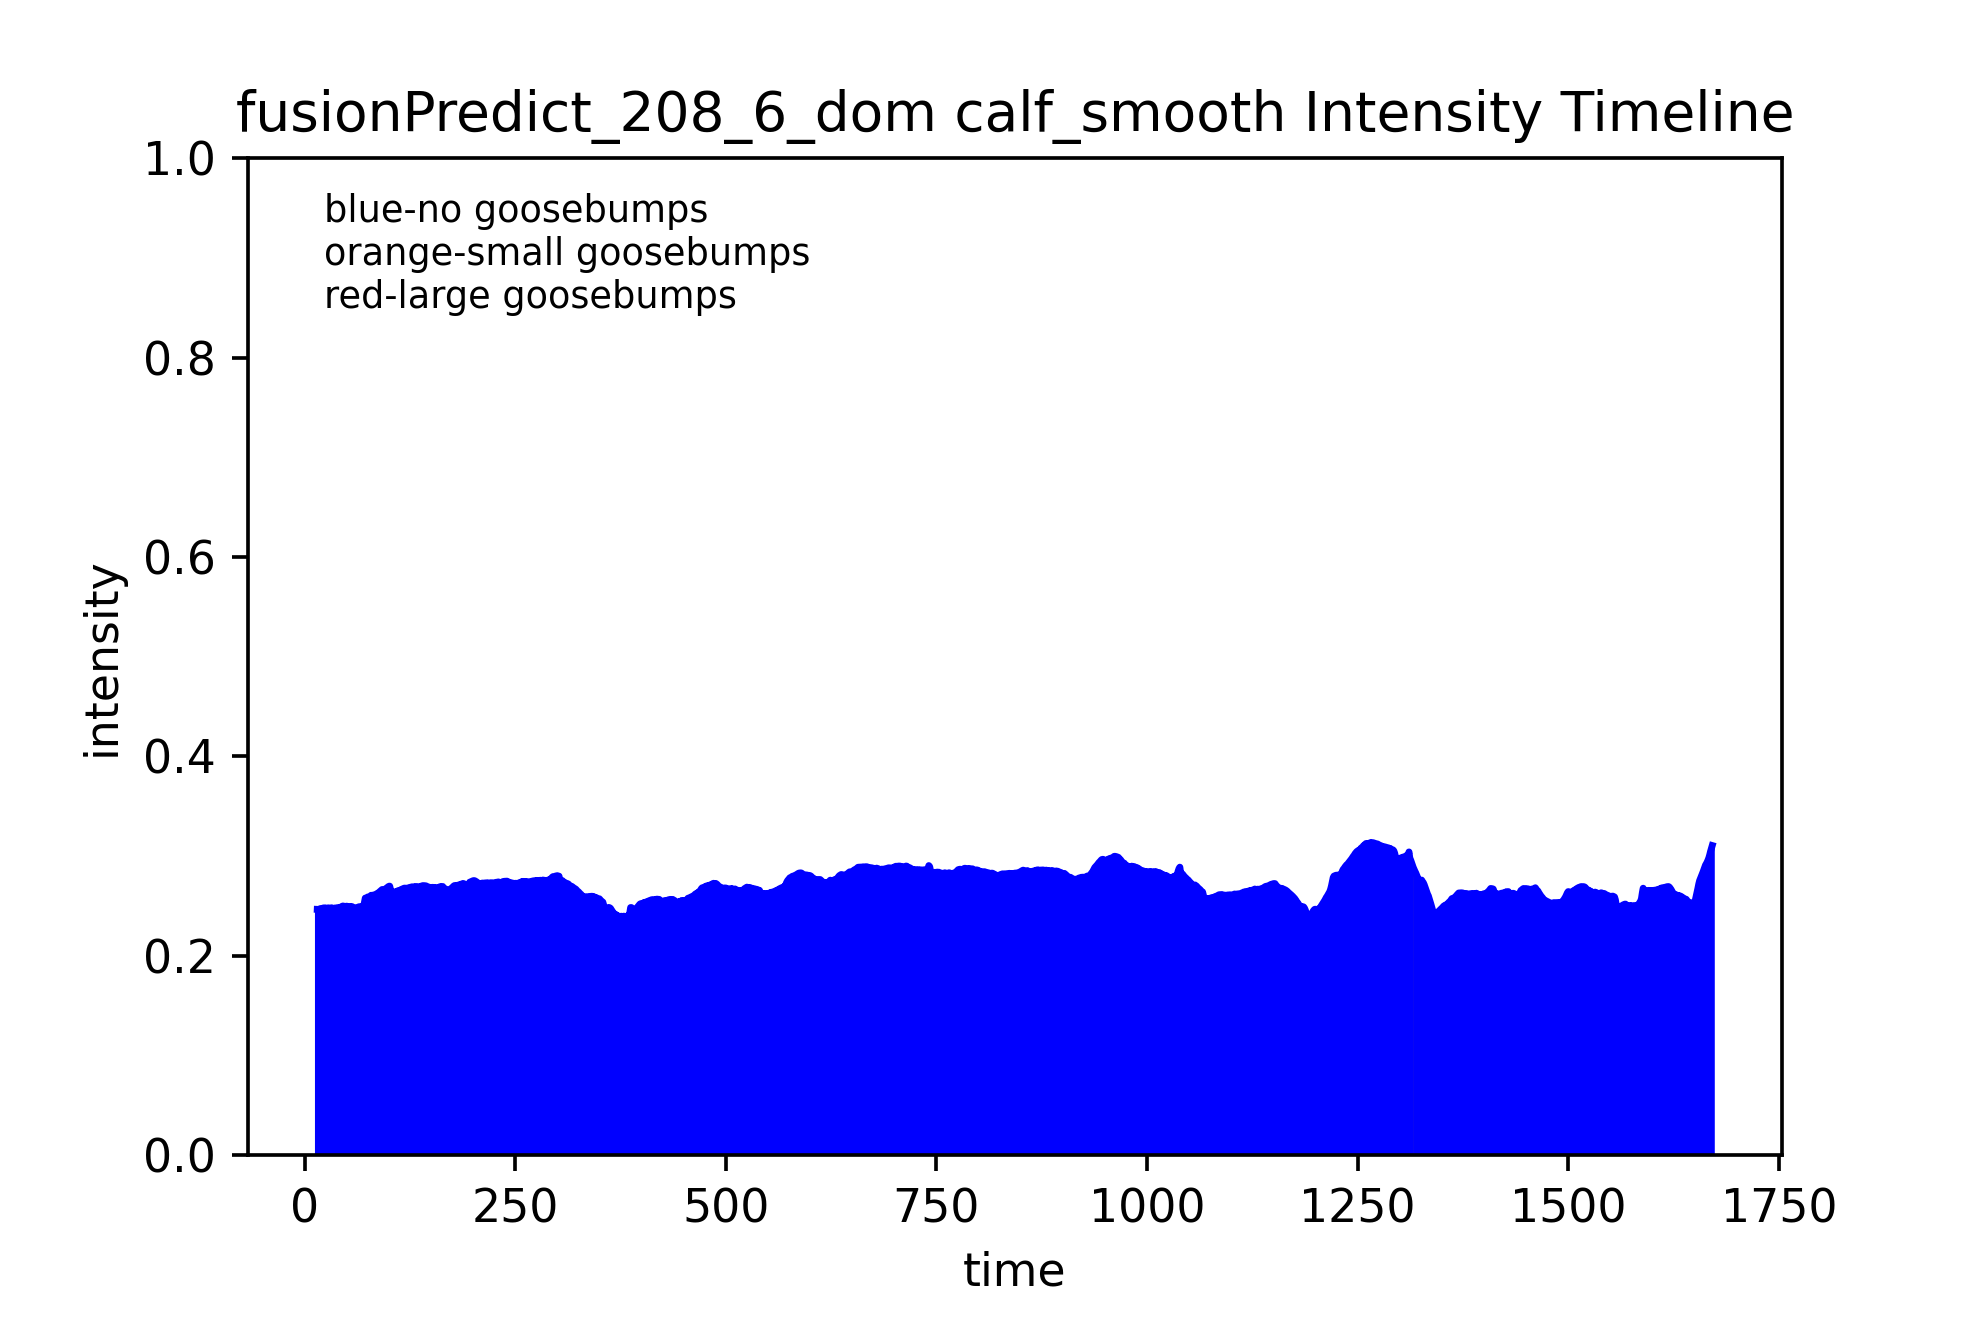 fusionPredict_208_6_dom calf_smooth Intensity Timeline
1.0
blue-no goosebumps
orange-small goosebumps
red-large goosebumps
0.8
0.6
intensity
0.4
0.2
0.0
0 250 500 750 1000 1250 1500 1750
time